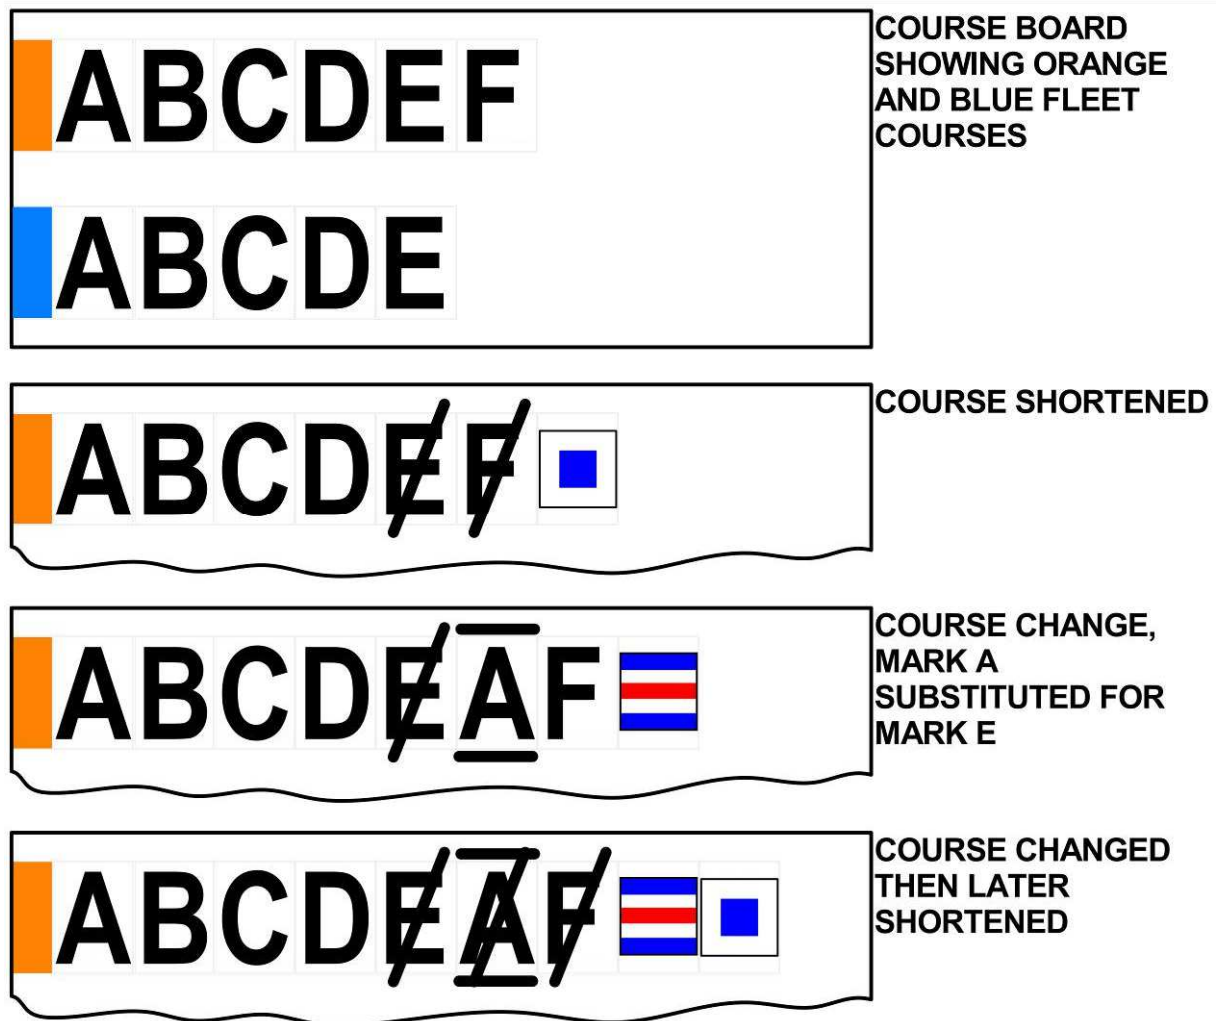 ABCDEF
COURSE BOARD
SHOWING ORANGE
AND BLUE FLEET
COURSES
ABCDE
ABCDEF
COURSE SHORTENED
ABCDEAF
COURSE CHANGE,
MARK A
SUBSTITUTED FOR
MARK E
ABCDEAF
COURSE CHANGED
THEN LATER
SHORTENED